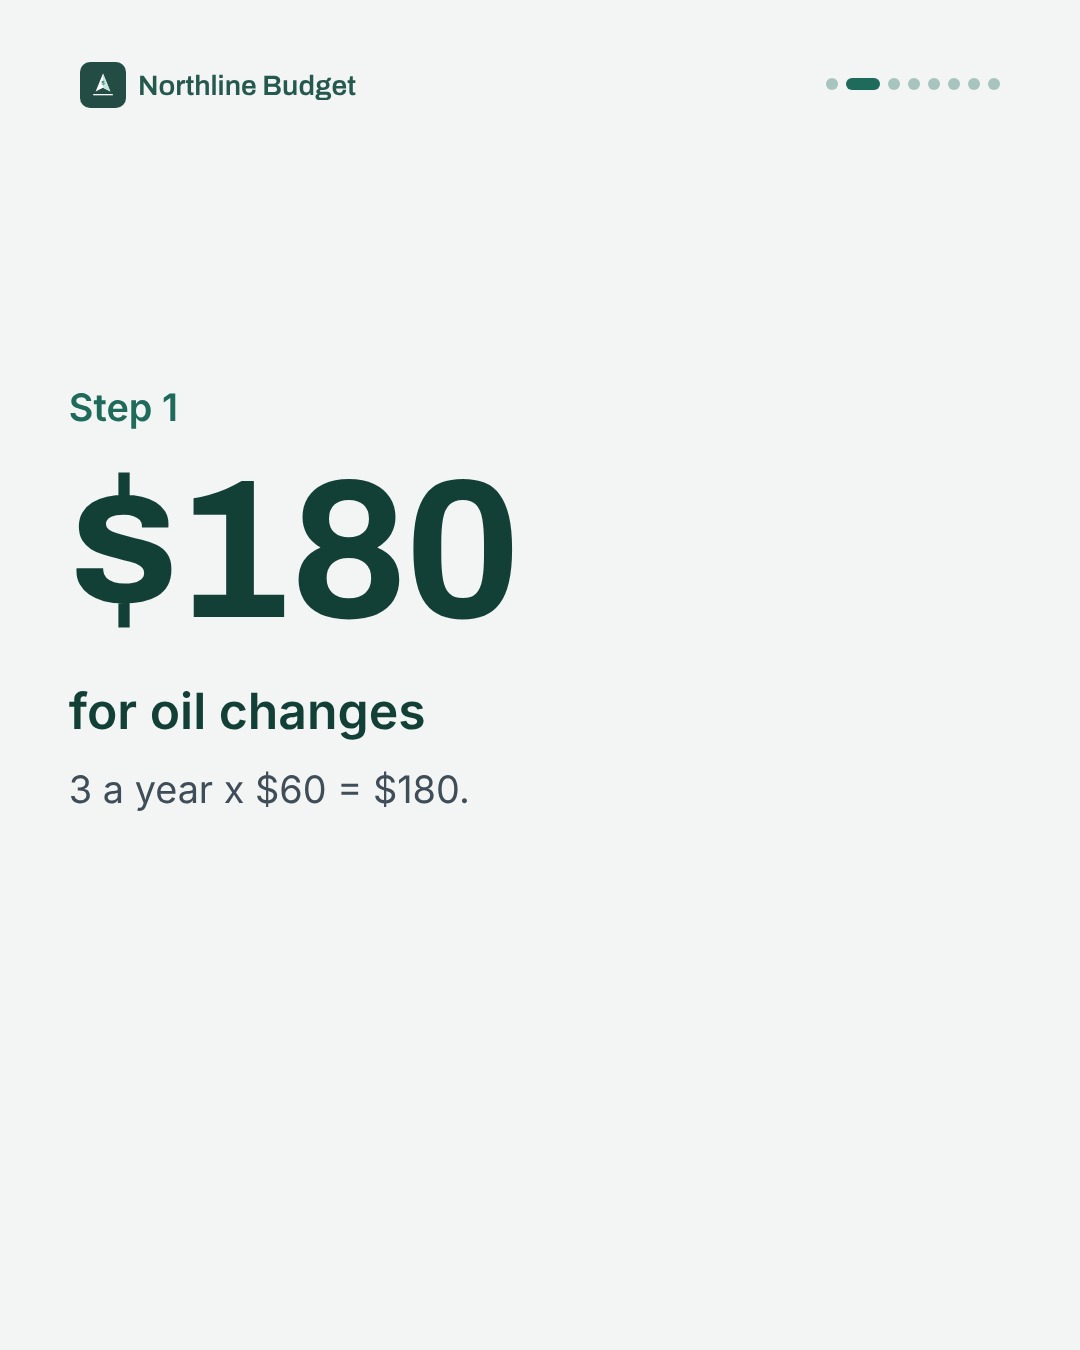 Northline Budget
Step 1
$180
for oil changes
3 a year x $60 = $180.